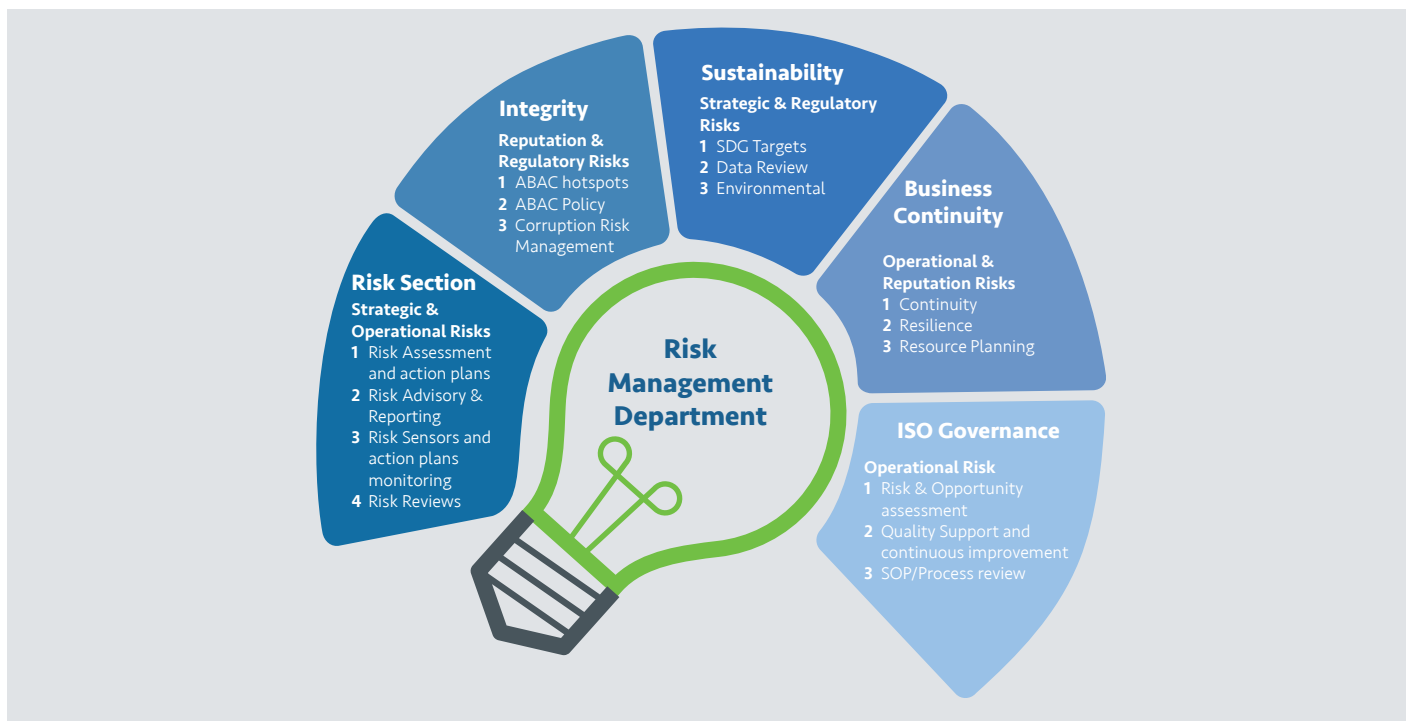 Risk
Management
Department
Risk Section
Strategic &
Operational Risks
1 Risk Assessment
and action plans
2 Risk Advisory &
Reporting
3 Risk Sensors and
action plans
monitoring
4 Risk Reviews
Integrity
Reputation &
Regulatory Risks
1 ABAC hotspots
2 ABAC Policy
3 Corruption Risk
Management
Sustainability
Strategic & Regulatory
Risks
1 SDG Targets
2 Data Review
3 Environmental
Business
Continuity
Operational &
Reputation Risks
1 Continuity
2 Resilience
3 Resource Planning
ISO Governance
Operational Risk
1 Risk & Opportunity
assessment
2 Quality Support and
continuous improvement
3 SOP/Process review